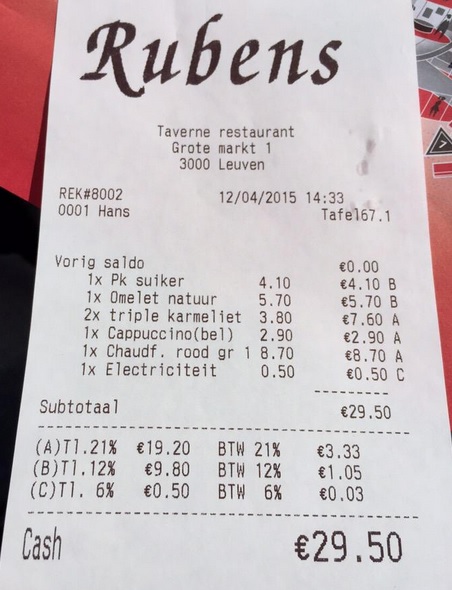 Rubens
Taverne restaurant
Grote markt 1
3000 Leuven
REK#8002 12/04/2015 14:33
0001 Hans Tafel67.1
Vorig saldo €0.00
1x Pk suiker 4.10 €4.10 B
1x Omelet natuur 5.70 €5.70 B
2x triple karmeliet 3.80 €7.60 A
1x Cappuccino(bel) 2.90 €2.90 A
1x Chaudf. rood gr 1 8.70 €8.70 A
1x Electriciteit 0.50 €0.50 C
Subtotaal €29.50
(A)Tl.21% €19.20 BTW 21% €3.33
(B)Tl.12% €9.80 BTW 12% €1.05
(C)Tl. 6% €0.50 BTW 6% €0.03
Cash €29.50